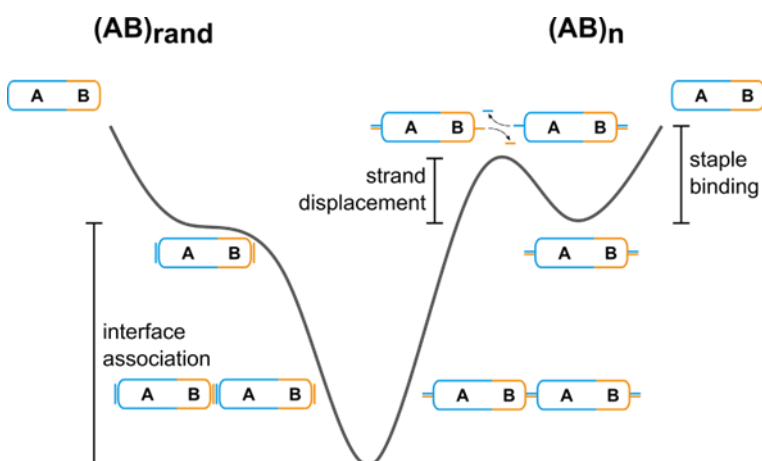 (AB)rand
(AB)n
A B
A B
A B
A B
strand
displacement
staple
binding
A B
A B
interface
association
A B
A B
A B
A B